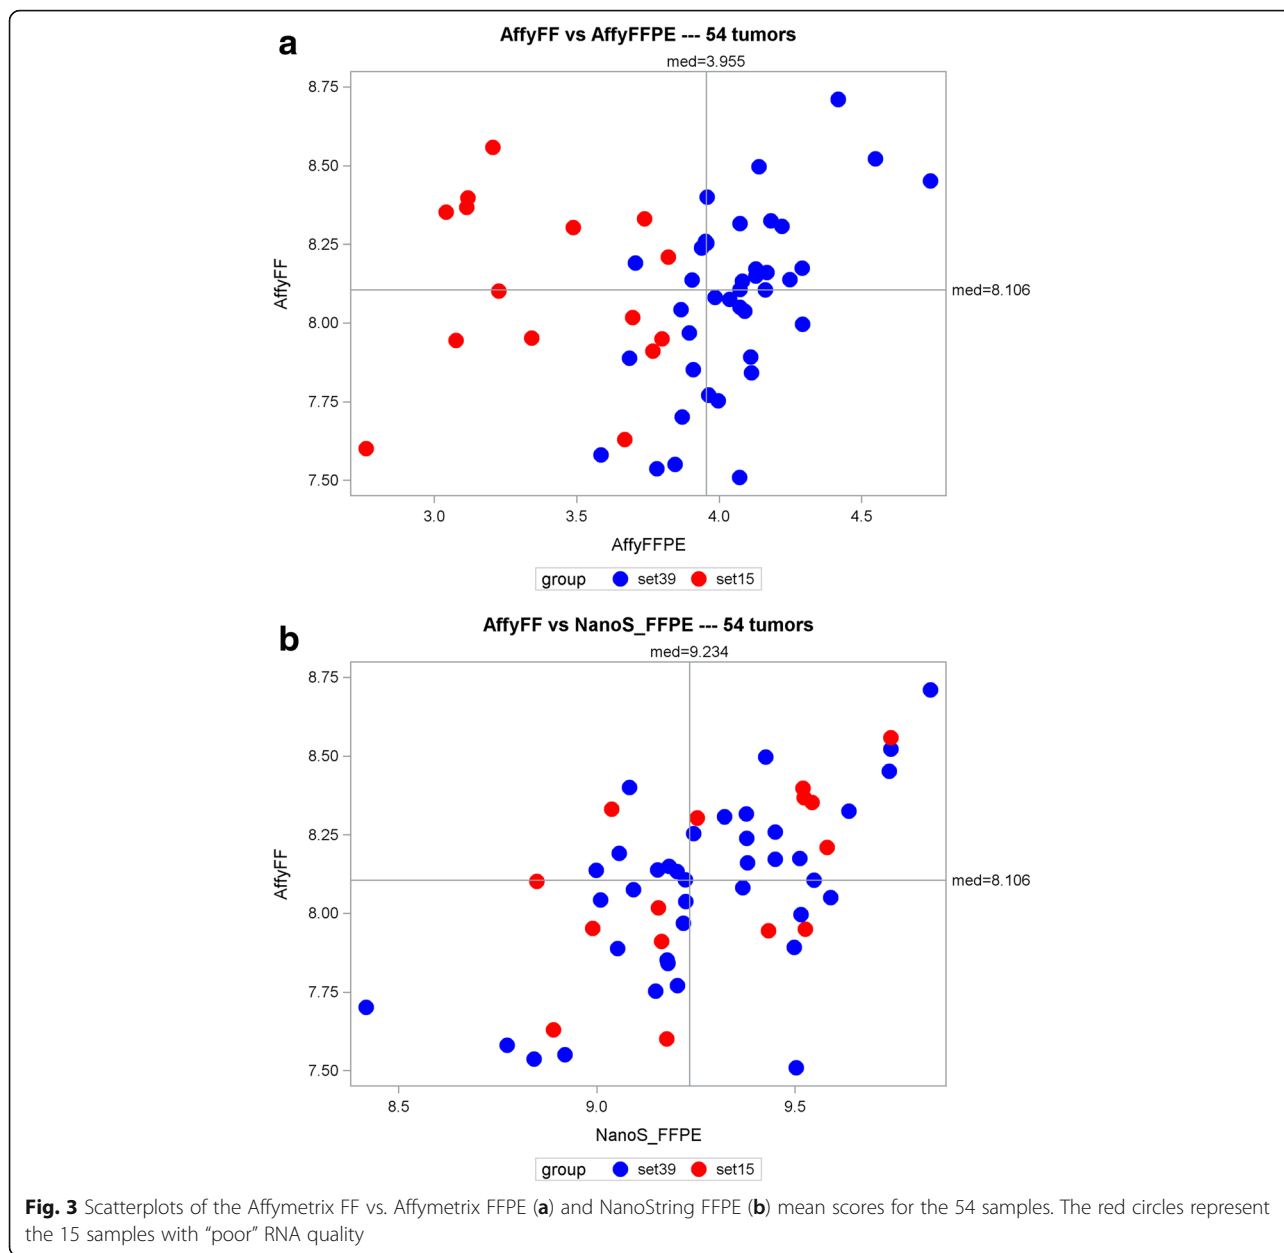 a
AffyFF vs AffyFFPE --- 54 tumors
med=3.955
8.75
8.50
8.25
8.00
7.75
7.50
AffyFF
med=8.106
3.0 3.5 4.0 4.5
AffyFFPE
group set39 set15
b
AffyFF vs NanoS_FFPE --- 54 tumors
med=9.234
8.75
8.50
8.25
8.00
7.75
7.50
AffyFF
med=8.106
8.5 9.0 9.5
NanoS_FFPE
group set39 set15
Fig. 3 Scatterplots of the Affymetrix FF vs. Affymetrix FFPE (a) and NanoString FFPE (b) mean scores for the 54 samples. The red circles represent
the 15 samples with “poor” RNA quality